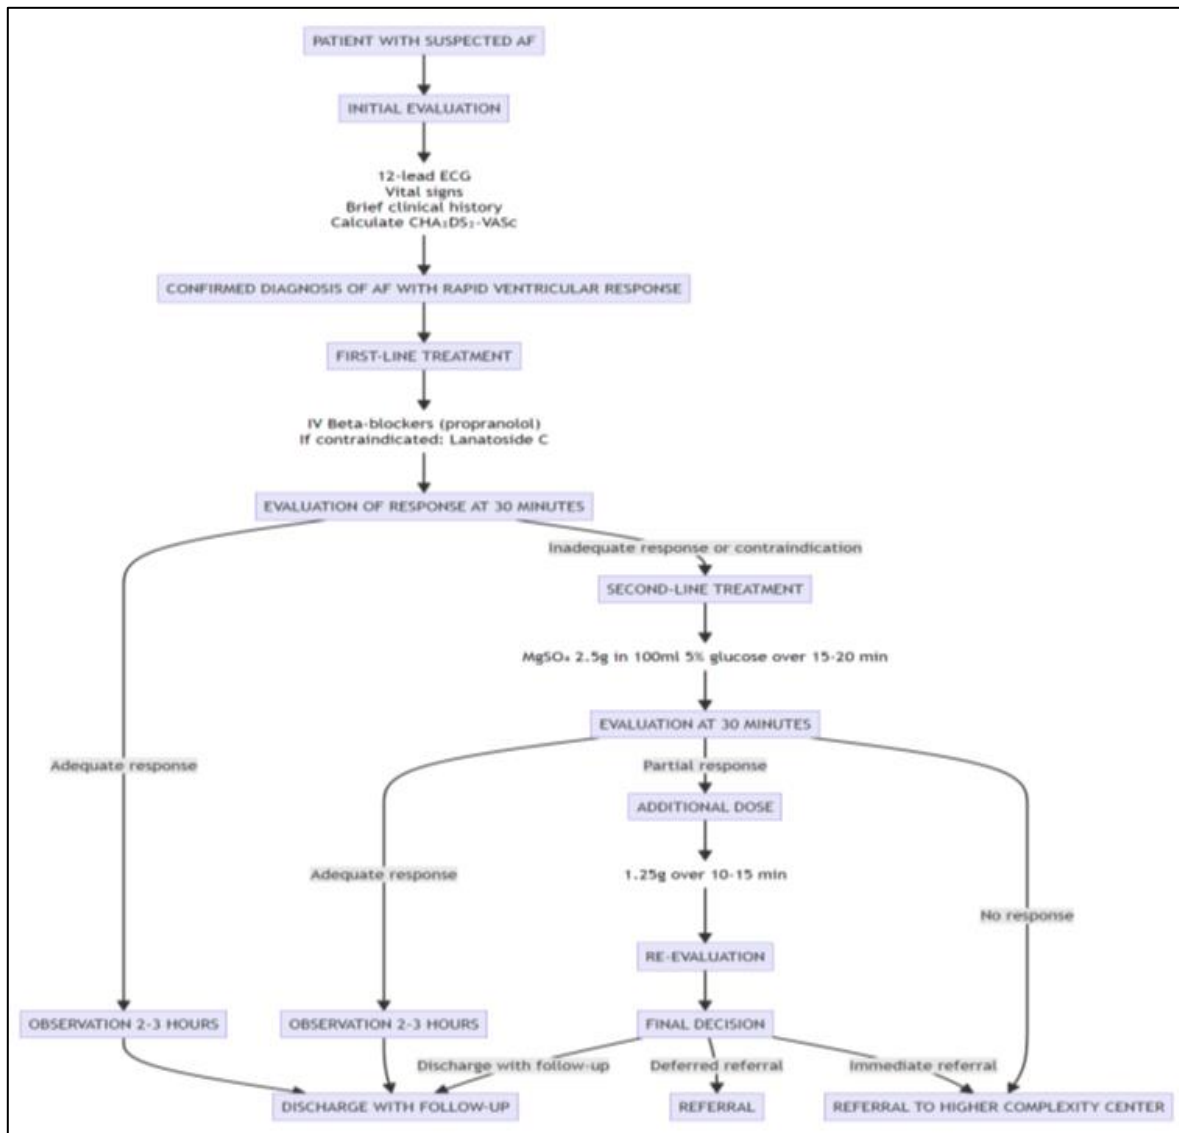 PATIENT WITH SUSPECTED AF
INITIAL EVALUATION
12-lead ECG
Vital signs
Brief clinical history
Calculate CHA₂DS₂-VASc
CONFIRMED DIAGNOSIS OF AF WITH RAPID VENTRICULAR RESPONSE
FIRST-LINE TREATMENT
IV Beta-blockers (propranolol)
If contraindicated: Lanatoside C
EVALUATION OF RESPONSE AT 30 MINUTES
Inadequate response or contraindication
SECOND-LINE TREATMENT
MgSO₄ 2.5g in 100ml 5% glucose over 15-20 min
EVALUATION AT 30 MINUTES
Adequate response
Partial response
ADDITIONAL DOSE
Adequate response
1.25g over 10-15 min
No response
RE-EVALUATION
OBSERVATION 2-3 HOURS
OBSERVATION 2-3 HOURS
FINAL DECISION
Discharge with follow-up
Deferred referral
Immediate referral
DISCHARGE WITH FOLLOW-UP
REFERRAL
REFERRAL TO HIGHER COMPLEXITY CENTER